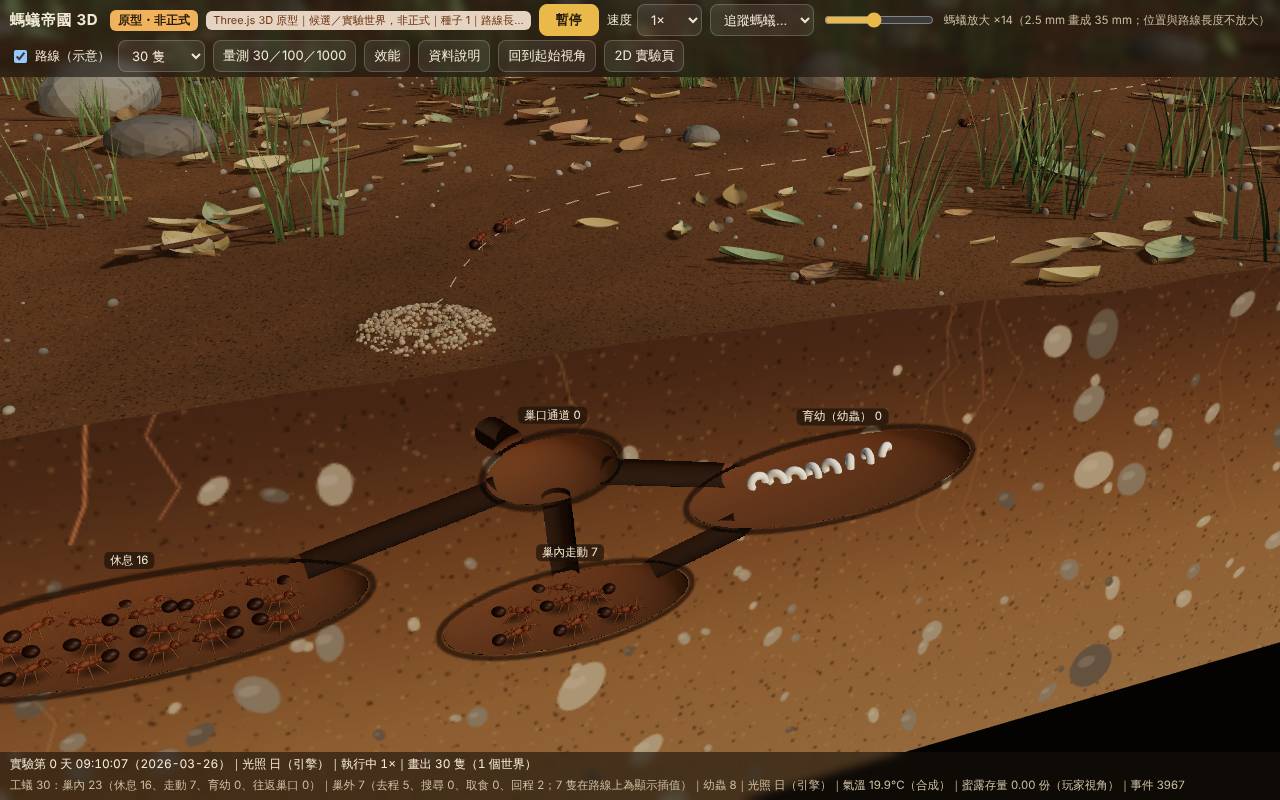 螞蟻帝國 3D
原型・非正式
Three.js 3D 原型｜候選／實驗世界，非正式｜種子 1｜路線長…
暫停
速度
1×
追蹤螞蟻…
螞蟻放大 ×14（2.5 mm 畫成 35 mm；位置與路線長度不放大）
路線（示意）
30 隻
量測 30／100／1000
效能
資料說明
回到起始視角
2D 實驗頁
巢口通道 0
育幼（幼蟲） 0
巢內走動 7
休息 16
實驗第 0 天 09:10:07（2026-03-26）｜光照 日（引擎）｜執行中 1×｜畫出 30 隻（1 個世界）
工蟻 30：巢內 23（休息 16、走動 7、育幼 0、往返巢口 0）｜巢外 7（去程 5、搜尋 0、取食 0、回程 2；7 隻在路線上為顯示插值）｜幼蟲 8｜光照 日（引擎）｜氣溫 19.9°C（合成）｜蜜露存量 0.00 份（玩家視角）｜事件 3967